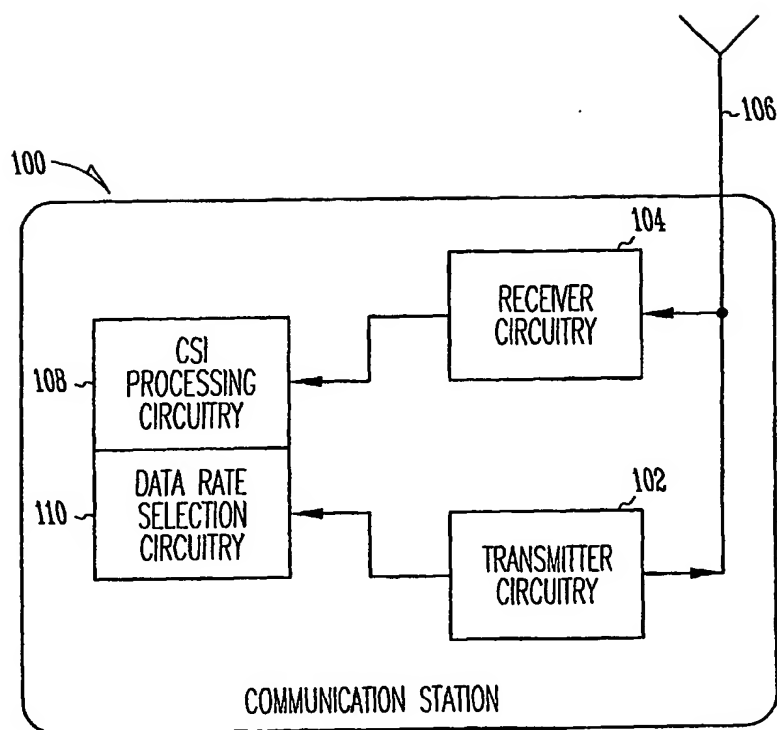 106
100
104
RECEIVER
CIRCUITRY
CSI
PROCESSING
CIRCUITRY
108
102
DATA RATE
SELECTION
CIRCUITRY
110
TRANSMITTER
CIRCUITRY
COMMUNICATION STATION